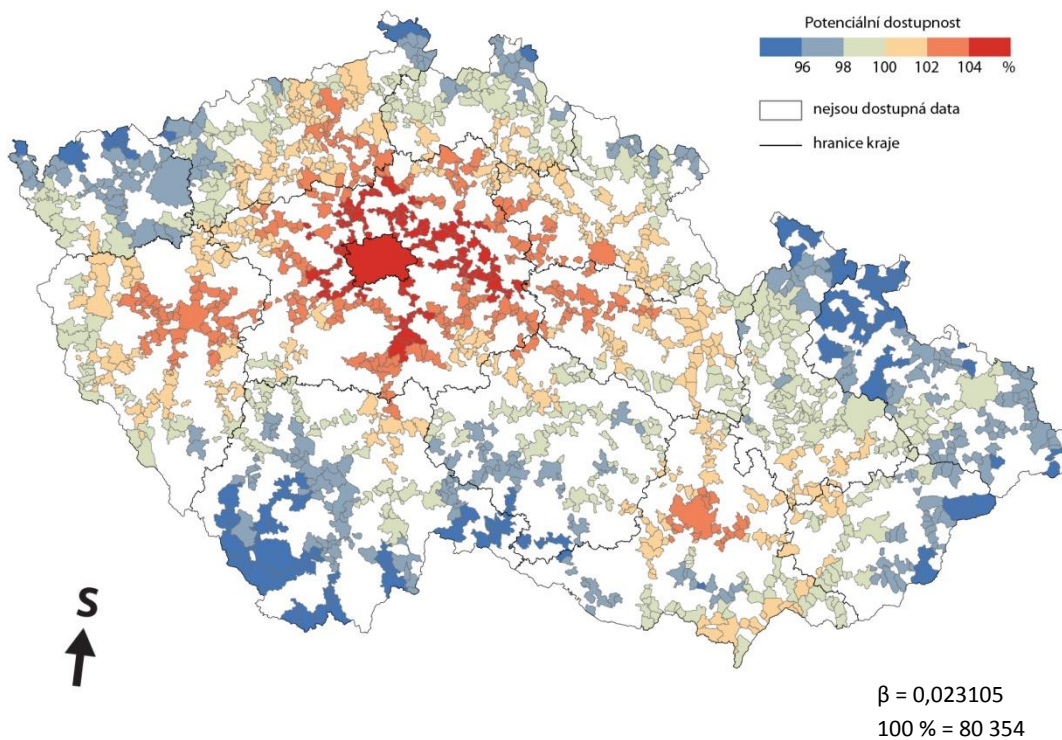 Potenciální dostupnost
96 98 100 102 104 %
nejsou dostupná data
hranice kraje
S
β = 0,023105
100 % = 80 354